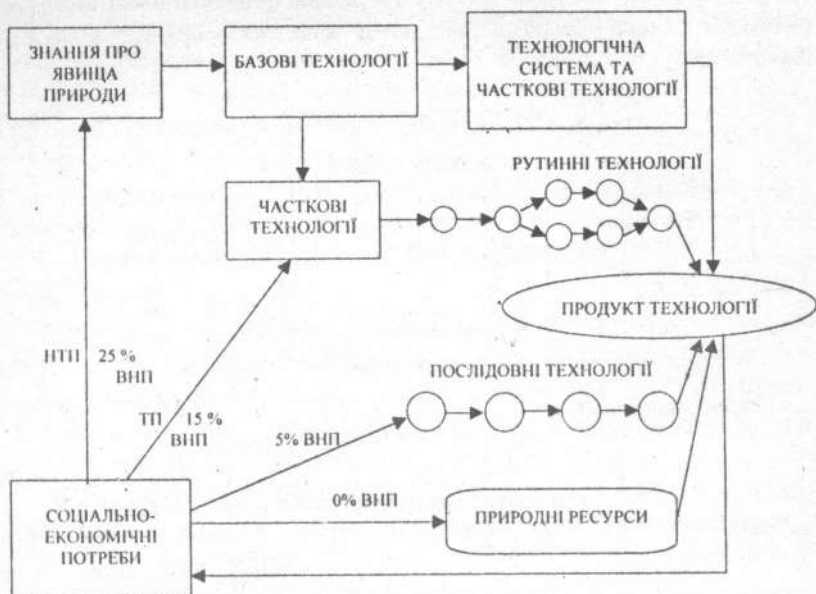 ЗНАННЯ ПРО
ЯВИЩА
ПРИРОДИ
БАЗОВІ ТЕХНОЛОГІЇ
ТЕХНОЛОГІЧНА
СИСТЕМА ТА
ЧАСТКОВІ ТЕХНОЛОГІЇ
РУТИННІ ТЕХНОЛОГІЇ
ЧАСТКОВІ
ТЕХНОЛОГІЇ
ПРОДУКТ ТЕХНОЛОГІЇ
НТП 25 %
ВНП
ПОСЛІДОВНІ ТЕХНОЛОГІЇ
ТП 15 %
ВНП
5% ВНП
0% ВНП
СОЦІАЛЬНО-
ЕКОНОМІЧНІ
ПОТРЕБИ
ПРИРОДНІ РЕСУРСИ